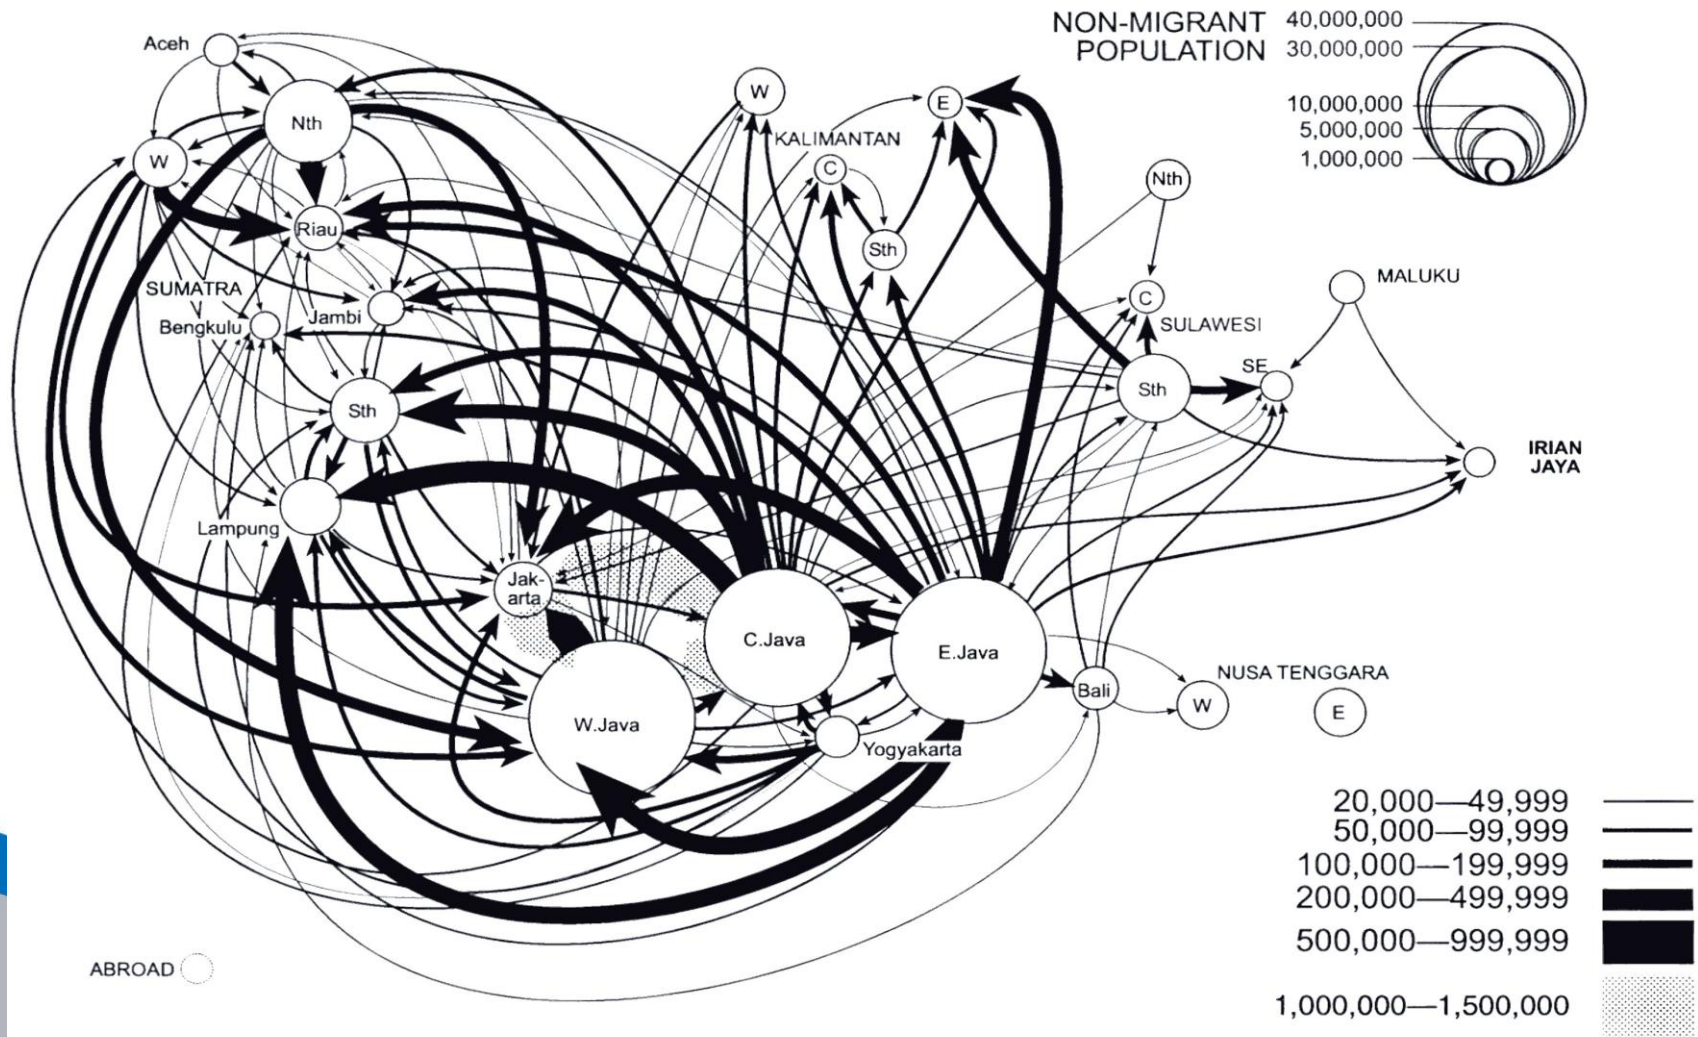 NON-MIGRANT
POPULATION
40,000,000
30,000,000
10,000,000
5,000,000
1,000,000
Aceh
Nth
W
Riau
SUMATRA
Jambi
Bengkulu
Sth
Lampung
W
KALIMANTAN
E
C
Sth
Nth
C
SULAWESI
Sth
SE
MALUKU
IRIAN
JAYA
Jak-
arta
C.Java
E.Java
W.Java
Yogyakarta
Bali
NUSA TENGGARA
W
E
ABROAD
20,000—49,999
50,000—99,999
100,000—199,999
200,000—499,999
500,000—999,999
1,000,000—1,500,000